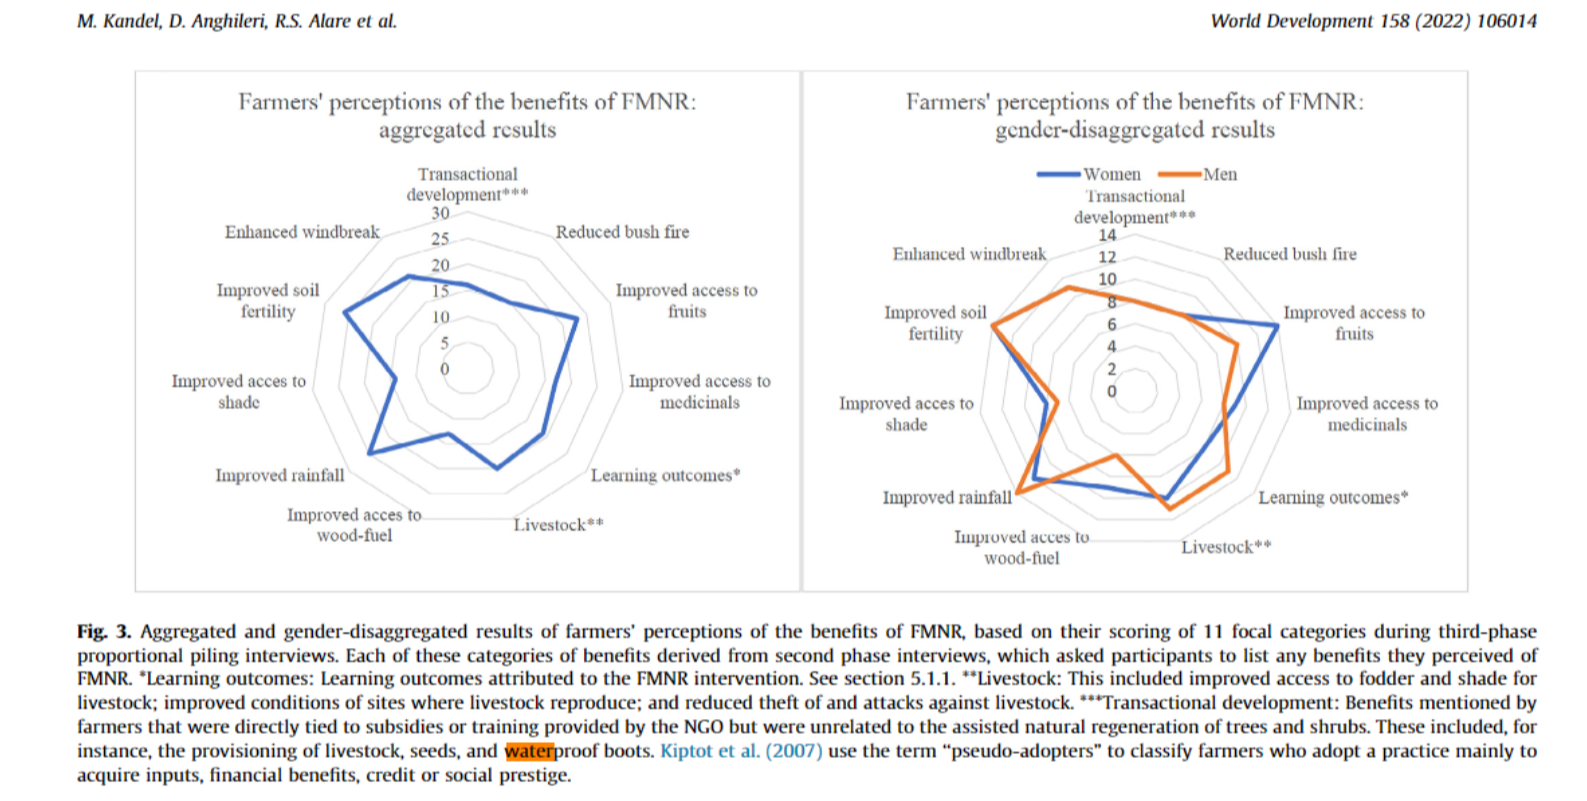 M. Kandel, D. Anghileri, R.S. Alare et al.
World Development 158 (2022) 106014
Farmers' perceptions of the benefits of FMNR:
aggregated results
Transactional
development***
30
25
20
15
10
5
0
Reduced bush fire
Improved access to
fruits
Improved access to
medicinals
Learning outcomes*
Livestock**
Improved acces to
wood-fuel
Improved rainfall
Improved acces to
shade
Improved soil
fertility
Enhanced windbreak
Farmers' perceptions of the benefits of FMNR:
gender-disaggregated results
Women
Men
Transactional
development***
14
12
10
8
6
4
2
0
Reduced bush fire
Improved access to
fruits
Improved access to
medicinals
Learning outcomes*
Livestock**
Improved acces to
wood-fuel
Improved rainfall
Improved acces to
shade
Improved soil
fertility
Enhanced windbreak
Fig. 3. Aggregated and gender-disaggregated results of farmers' perceptions of the benefits of FMNR, based on their scoring of 11 focal categories during third-phase
proportional piling interviews. Each of these categories of benefits derived from second phase interviews, which asked participants to list any benefits they perceived of
FMNR. *Learning outcomes: Learning outcomes attributed to the FMNR intervention. See section 5.1.1. **Livestock: This included improved access to fodder and shade for
livestock; improved conditions of sites where livestock reproduce; and reduced theft of and attacks against livestock. ***Transactional development: Benefits mentioned by
farmers that were directly tied to subsidies or training provided by the NGO but were unrelated to the assisted natural regeneration of trees and shrubs. These included, for
instance, the provisioning of livestock, seeds, and waterproof boots. Kiptot et al. (2007) use the term “pseudo-adopters” to classify farmers who adopt a practice mainly to
acquire inputs, financial benefits, credit or social prestige.